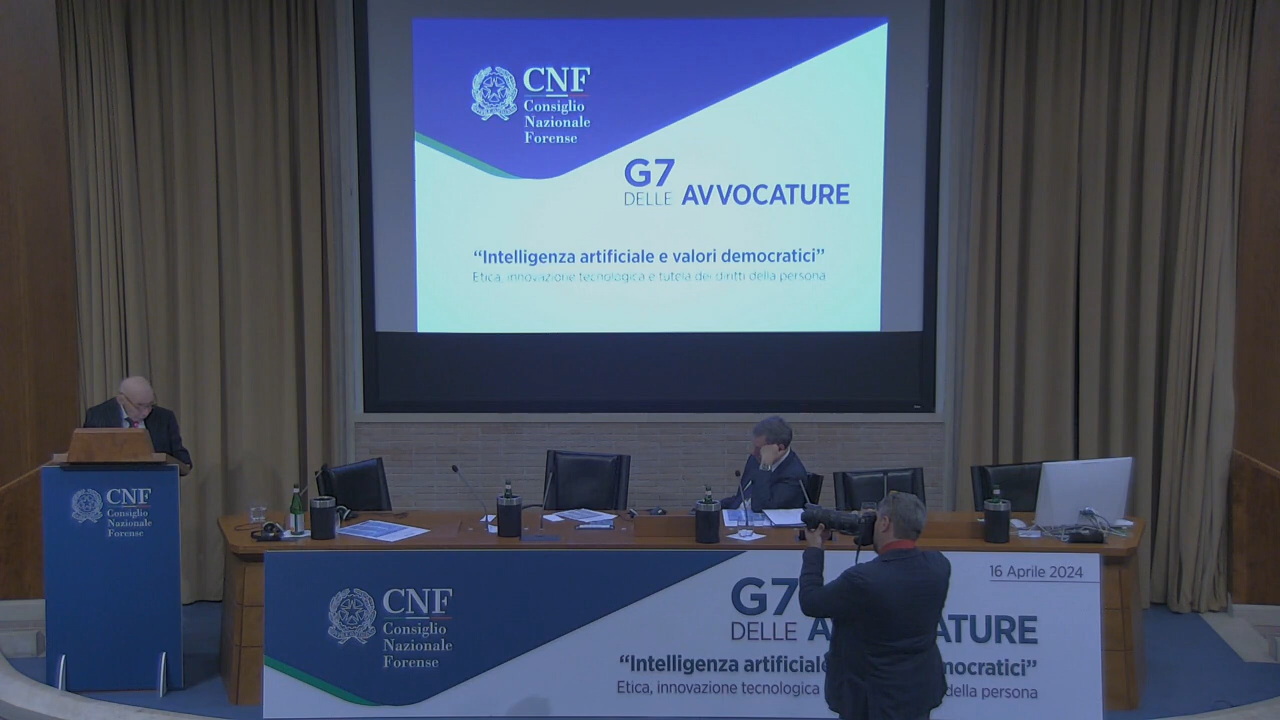 CNF
Consiglio
Nazionale
Forense
G7
DELLE AVVOCATURE
“Intelligenza artificiale e valori democratici”
Etica, innovazione tecnologica e tutela dei diritti della persona
CNF
Consiglio
Nazionale
Forense
16 Aprile 2024
CNF
Consiglio
Nazionale
Forense
G7
DELLE A ATURE
“Intelligenza artificiale mocratici”
Etica, innovazione tecnologica della persona